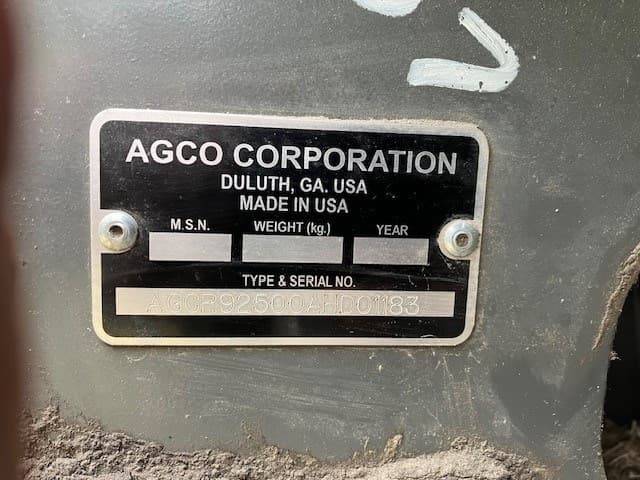 AGCO CORPORATION
DULUTH, GA. USA
MADE IN USA
M.S.N. WEIGHT (kg.) YEAR
TYPE & SERIAL NO.
AGCP92500AHD01183